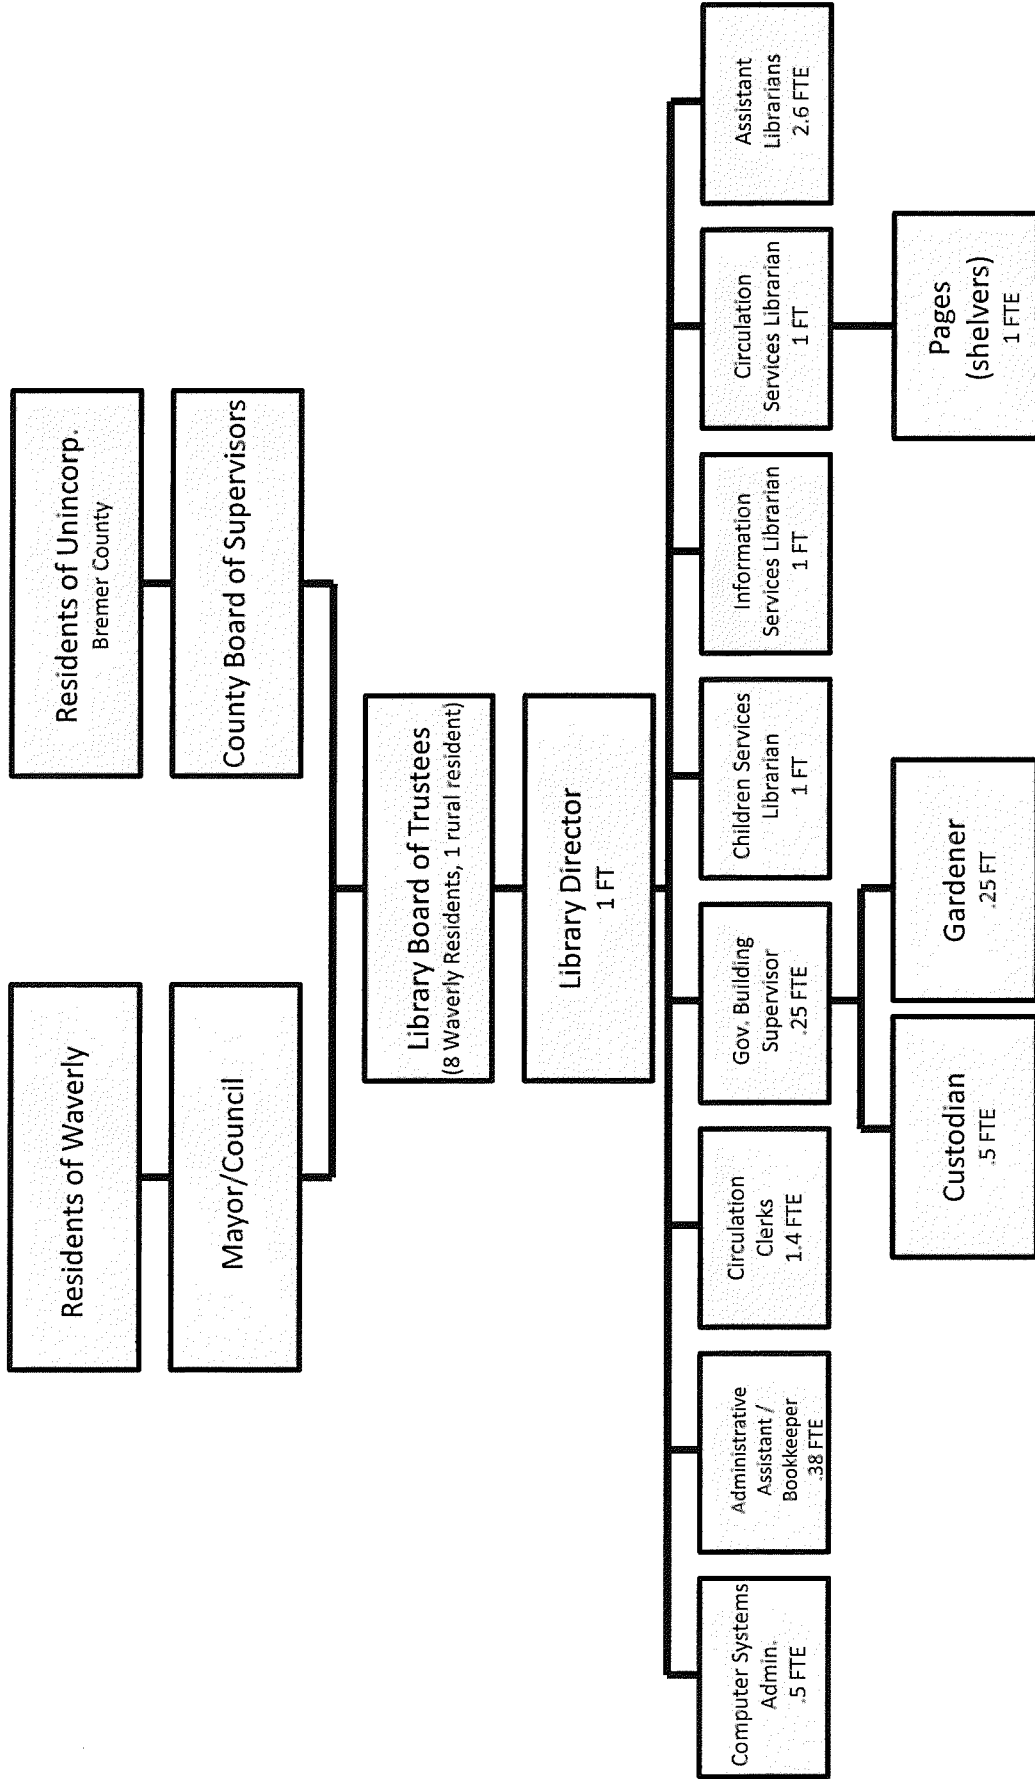 Residents of Waverly
Residents of Unincorp.
Bremer County
Mayor/Council
County Board of Supervisors
Library Board of Trustees
(8 Waverly Residents, 1 rural resident)
Library Director
1 FT
Computer Systems
Admin.
.5 FTE
Administrative
Assistant /
Bookkeeper
.38 FTE
Circulation
Clerks
1.4 FTE
Gov. Building
Supervisor
.25 FTE
Children Services
Librarian
1 FT
Information
Services Librarian
1 FT
Circulation
Services Librarian
1 FT
Assistant
Librarians
2.6 FTE
Custodian
.5 FTE
Gardener
.25 FT
Pages
(shelvers)
1 FTE